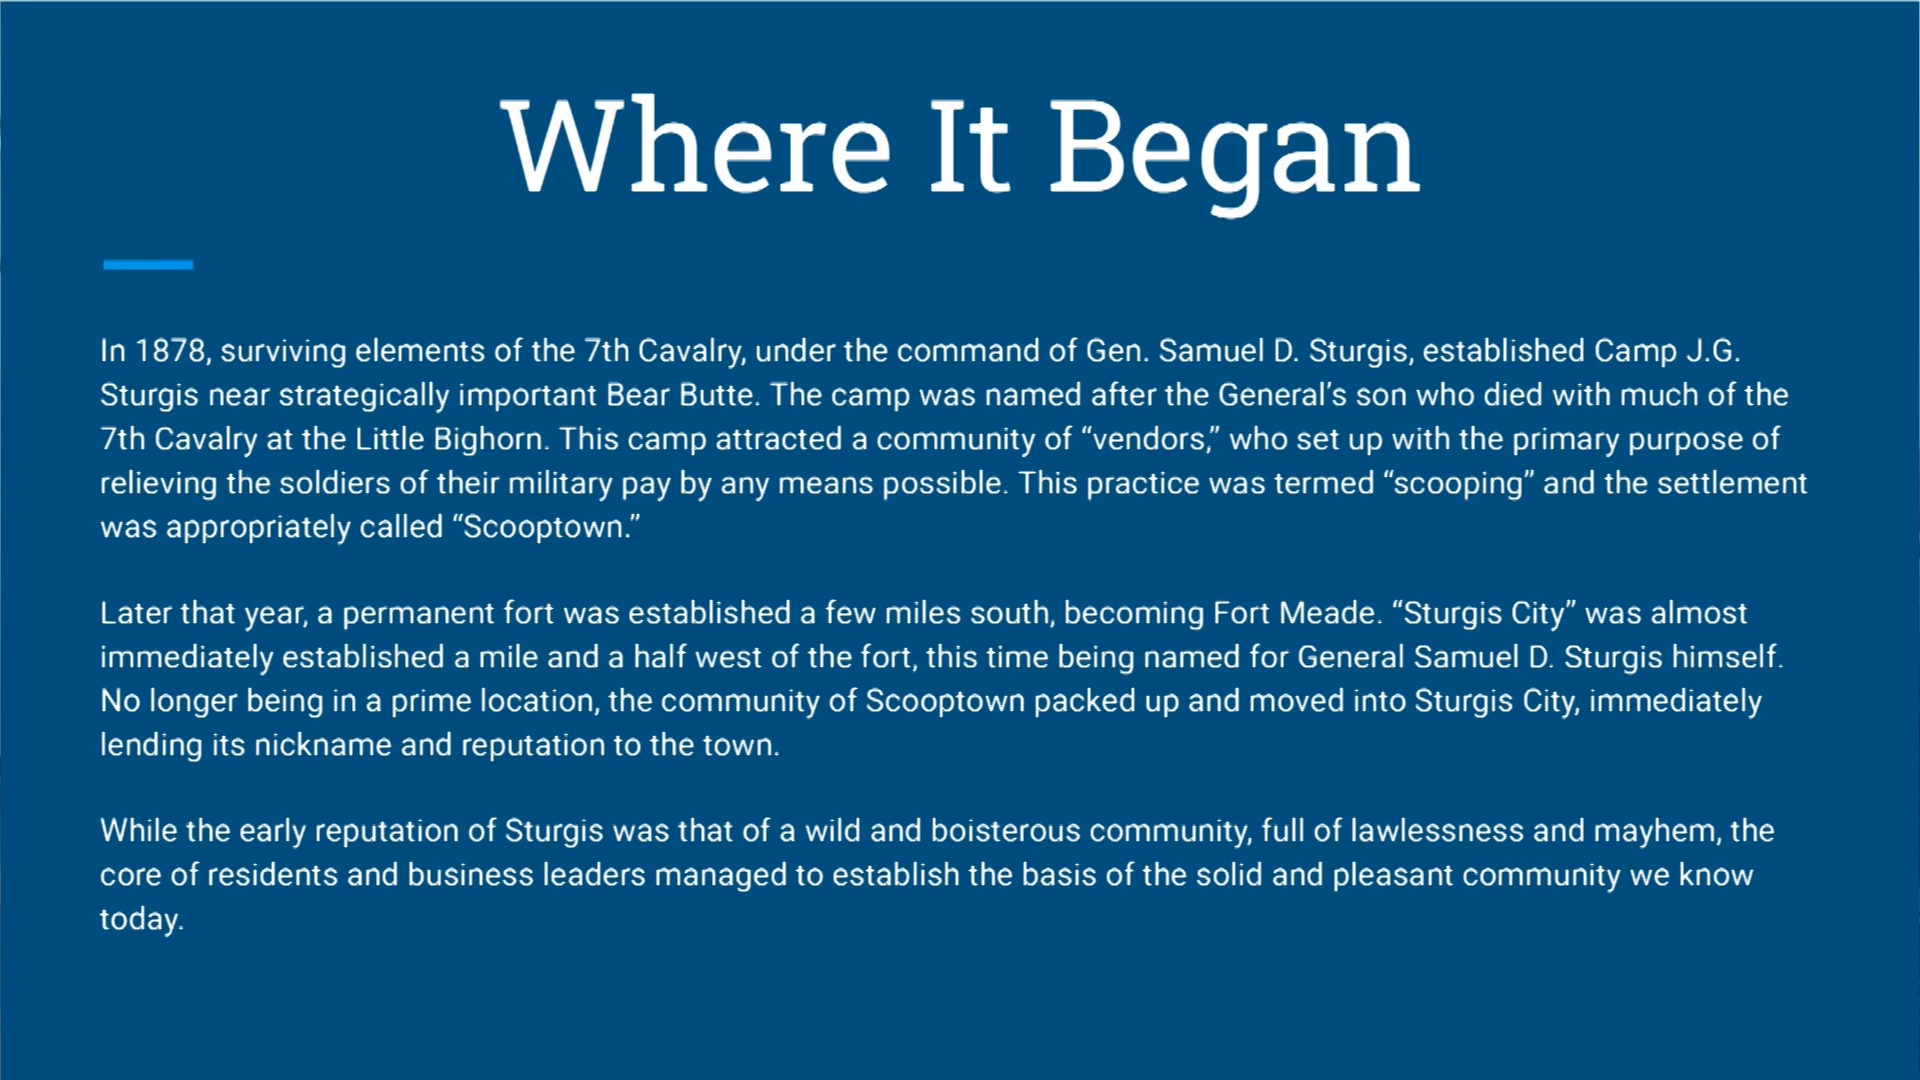 Where It Began
In 1878, surviving elements of the 7th Cavalry, under the command of Gen. Samuel D. Sturgis, established Camp J.G.
Sturgis near strategically important Bear Butte. The camp was named after the General’s son who died with much of the
7th Cavalry at the Little Bighorn. This camp attracted a community of “vendors,” who set up with the primary purpose of
relieving the soldiers of their military pay by any means possible. This practice was termed “scooping” and the settlement
was appropriately called “Scooptown.”
Later that year, a permanent fort was established a few miles south, becoming Fort Meade. “Sturgis City” was almost
immediately established a mile and a half west of the fort, this time being named for General Samuel D. Sturgis himself.
No longer being in a prime location, the community of Scooptown packed up and moved into Sturgis City, immediately
lending its nickname and reputation to the town.
While the early reputation of Sturgis was that of a wild and boisterous community, full of lawlessness and mayhem, the
core of residents and business leaders managed to establish the basis of the solid and pleasant community we know
today.